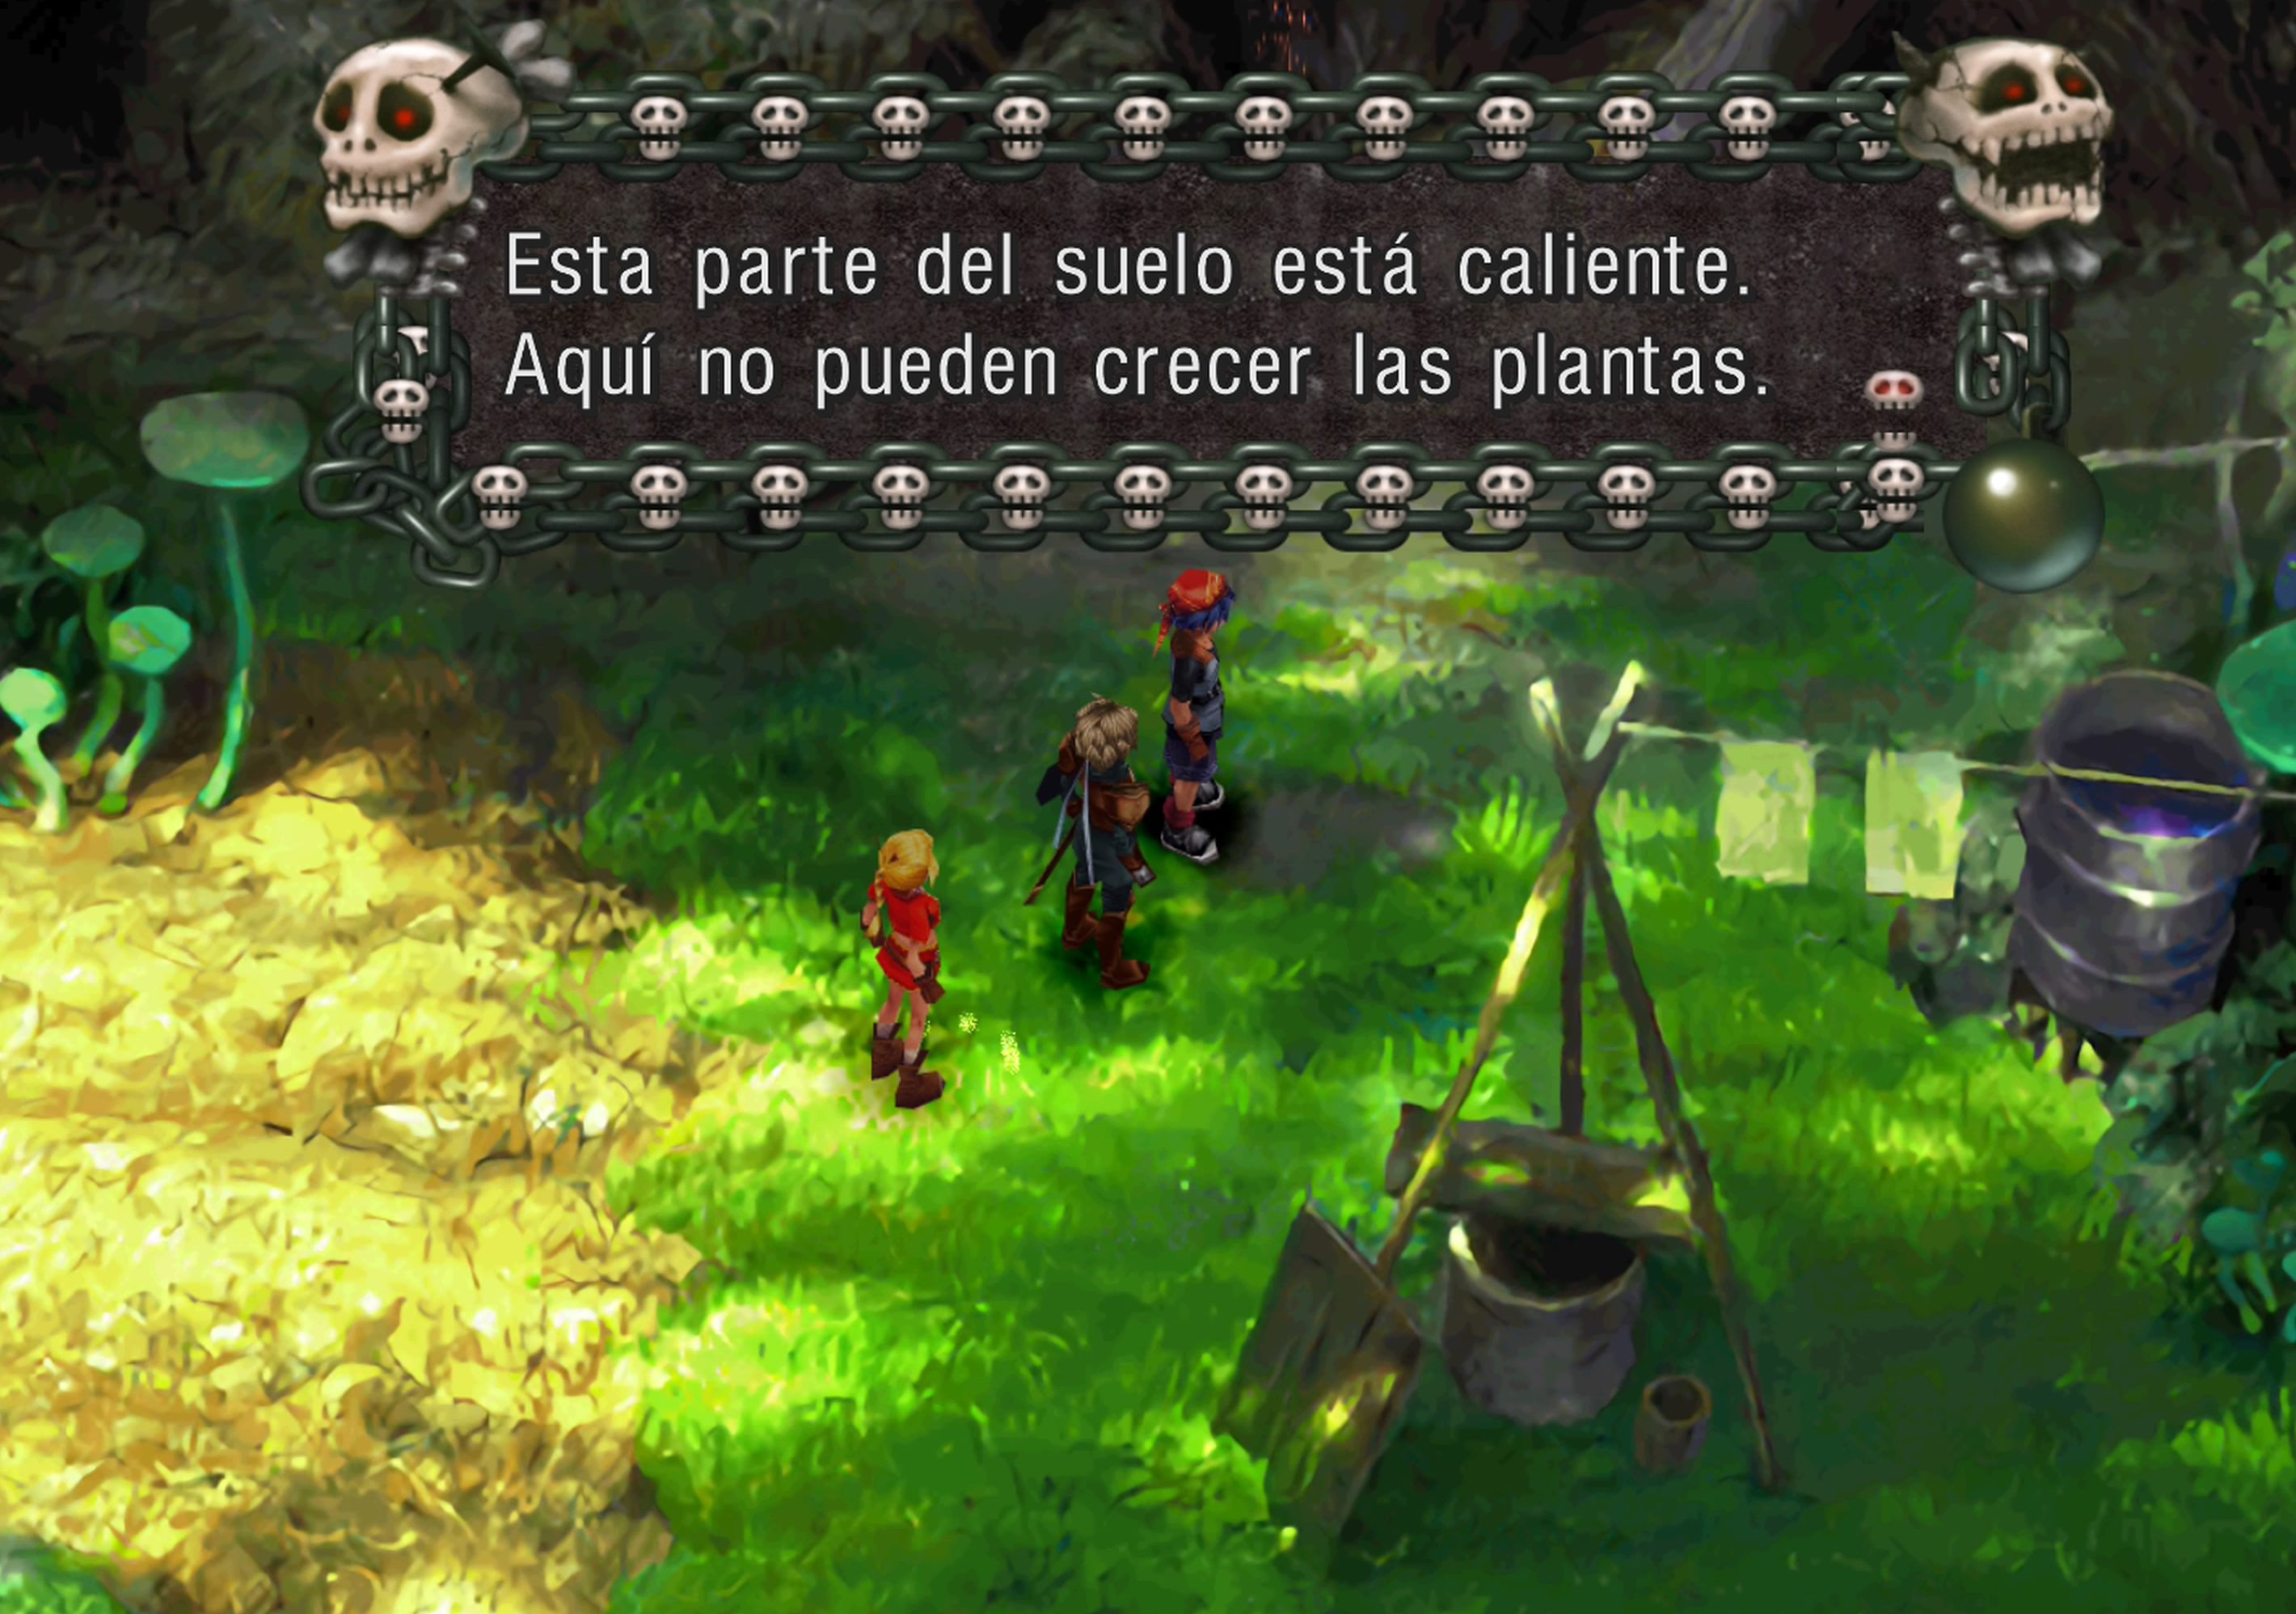 Esta parte del suelo está caliente.
Aquí no pueden crecer las plantas.